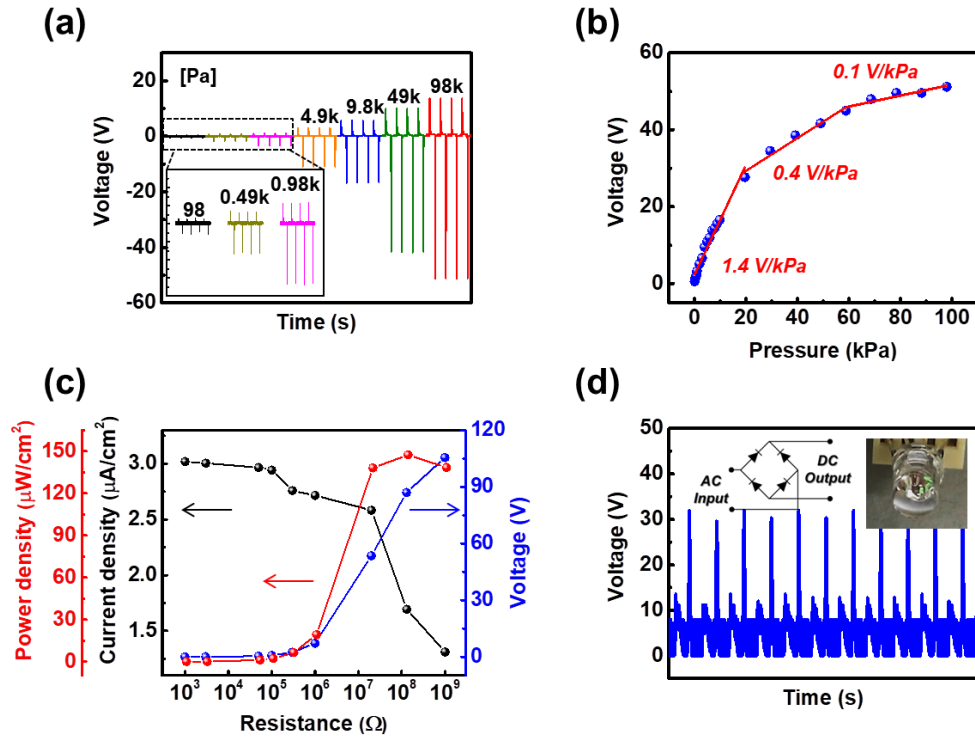 (a)
[Pa]
20
0
-20
-40
-60
Voltage (V)
98
0.49k
0.98k
4.9k
9.8k
49k
98k
Time (s)
(b)
60
40
20
0
Voltage (V)
0.1 V/kPa
0.4 V/kPa
1.4 V/kPa
0 20 40 60 80 100
Pressure (kPa)
(c)
Power density (μW/cm²)
150
120
90
60
30
0
Current density (μA/cm²)
3.0
2.5
2.0
1.5
120
100
80
60
40
20
0
Voltage (V)
10³ 10⁴ 10⁵ 10⁶ 10⁷ 10⁸ 10⁹
Resistance (Ω)
(d)
50
40
30
20
10
0
Voltage (V)
AC
Input
DC
Output
Time (s)